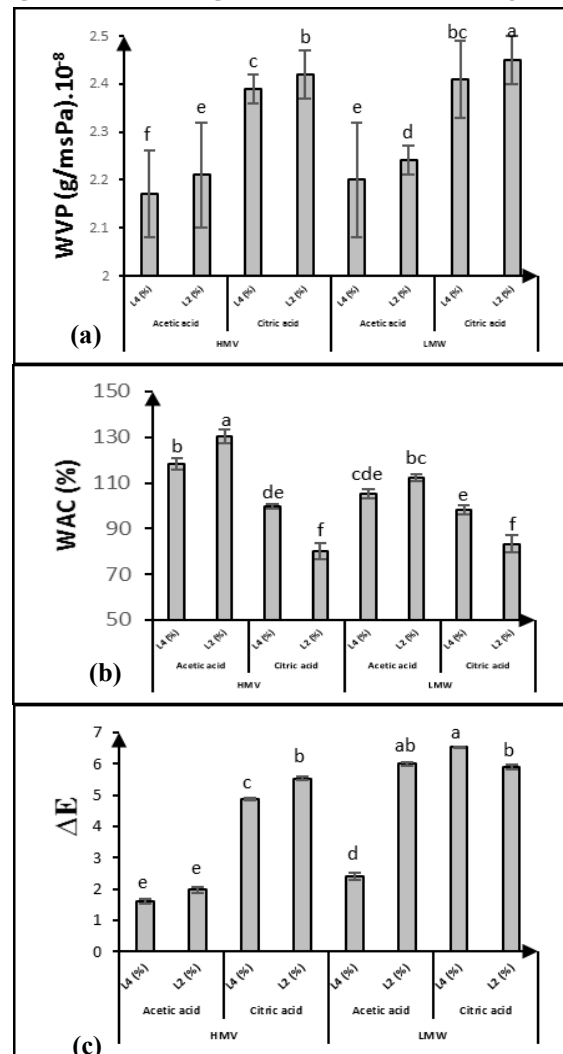 WVP (g/msPa).10⁻⁸
2.5
2.4
2.3
2.2
2.1
2
f
e
c
b
e
d
bc
a
L4 (%) L2 (%) L4 (%) L2 (%) L4 (%) L2 (%) L4 (%) L2 (%)
Acetic acid Citric acid Acetic acid Citric acid
HMV LMW
(a)
WAC (%)
150
130
110
90
70
50
b
a
de
f
cde
bc
e
f
L4 (%) L2 (%) L4 (%) L2 (%) L4 (%) L2 (%) L4 (%) L2 (%)
Acetic acid Citric acid Acetic acid Citric acid
HMV LMW
(b)
ΔE
7
6
5
4
3
2
1
0
e
e
c
b
d
ab
a
b
L4 (%) L2 (%) L4 (%) L2 (%) L4 (%) L2 (%) L4 (%) L2 (%)
Acetic acid Citric acid Acetic acid Citric acid
HMV LMW
(c)